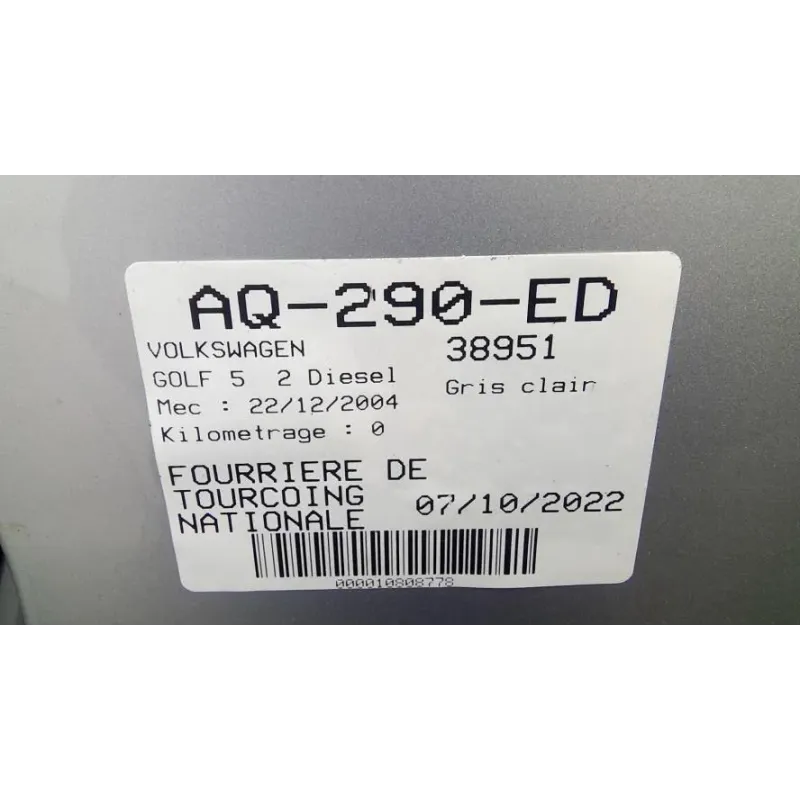 AQ-290-ED
VOLKSWAGEN 38951
GOLF 5 2 Diesel Gris clair
Mec : 22/12/2004
Kilometrage : 0
FOURRIERE DE
TOURCOING 07/10/2022
NATIONALE
000010808778